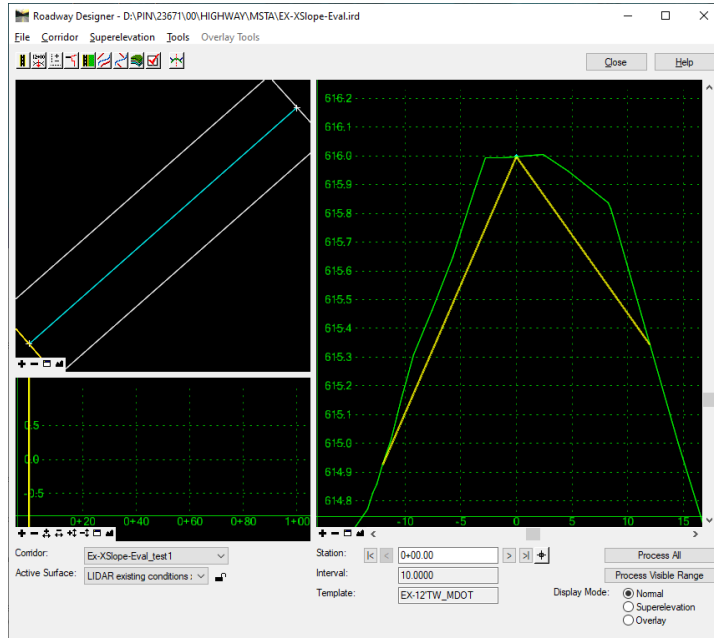 Roadway Designer - D:\PIN\23671\00\HIGHWAY\MSTA\EX-XSlope-Eval.ird
File Corridor Superelevation Tools Overlay Tools
Close Help
616.2
616.1
616.0
615.9
615.8
615.7
615.6
615.5
615.4
615.3
615.2
615.1
615.0
614.9
614.8
-10 -5 0 5 10 15
0.5
0.0
-0.5
0+20 0+40 0+60 0+80 1+00
Corridor: Ex-XSlope-Eval_test1
Active Surface: LIDAR existing conditions :
Station: 0+00.00
Interval: 10.0000
Template: EX-12'TW_MDOT
Process All
Process Visible Range
Display Mode: Normal
Superelevation
Overlay